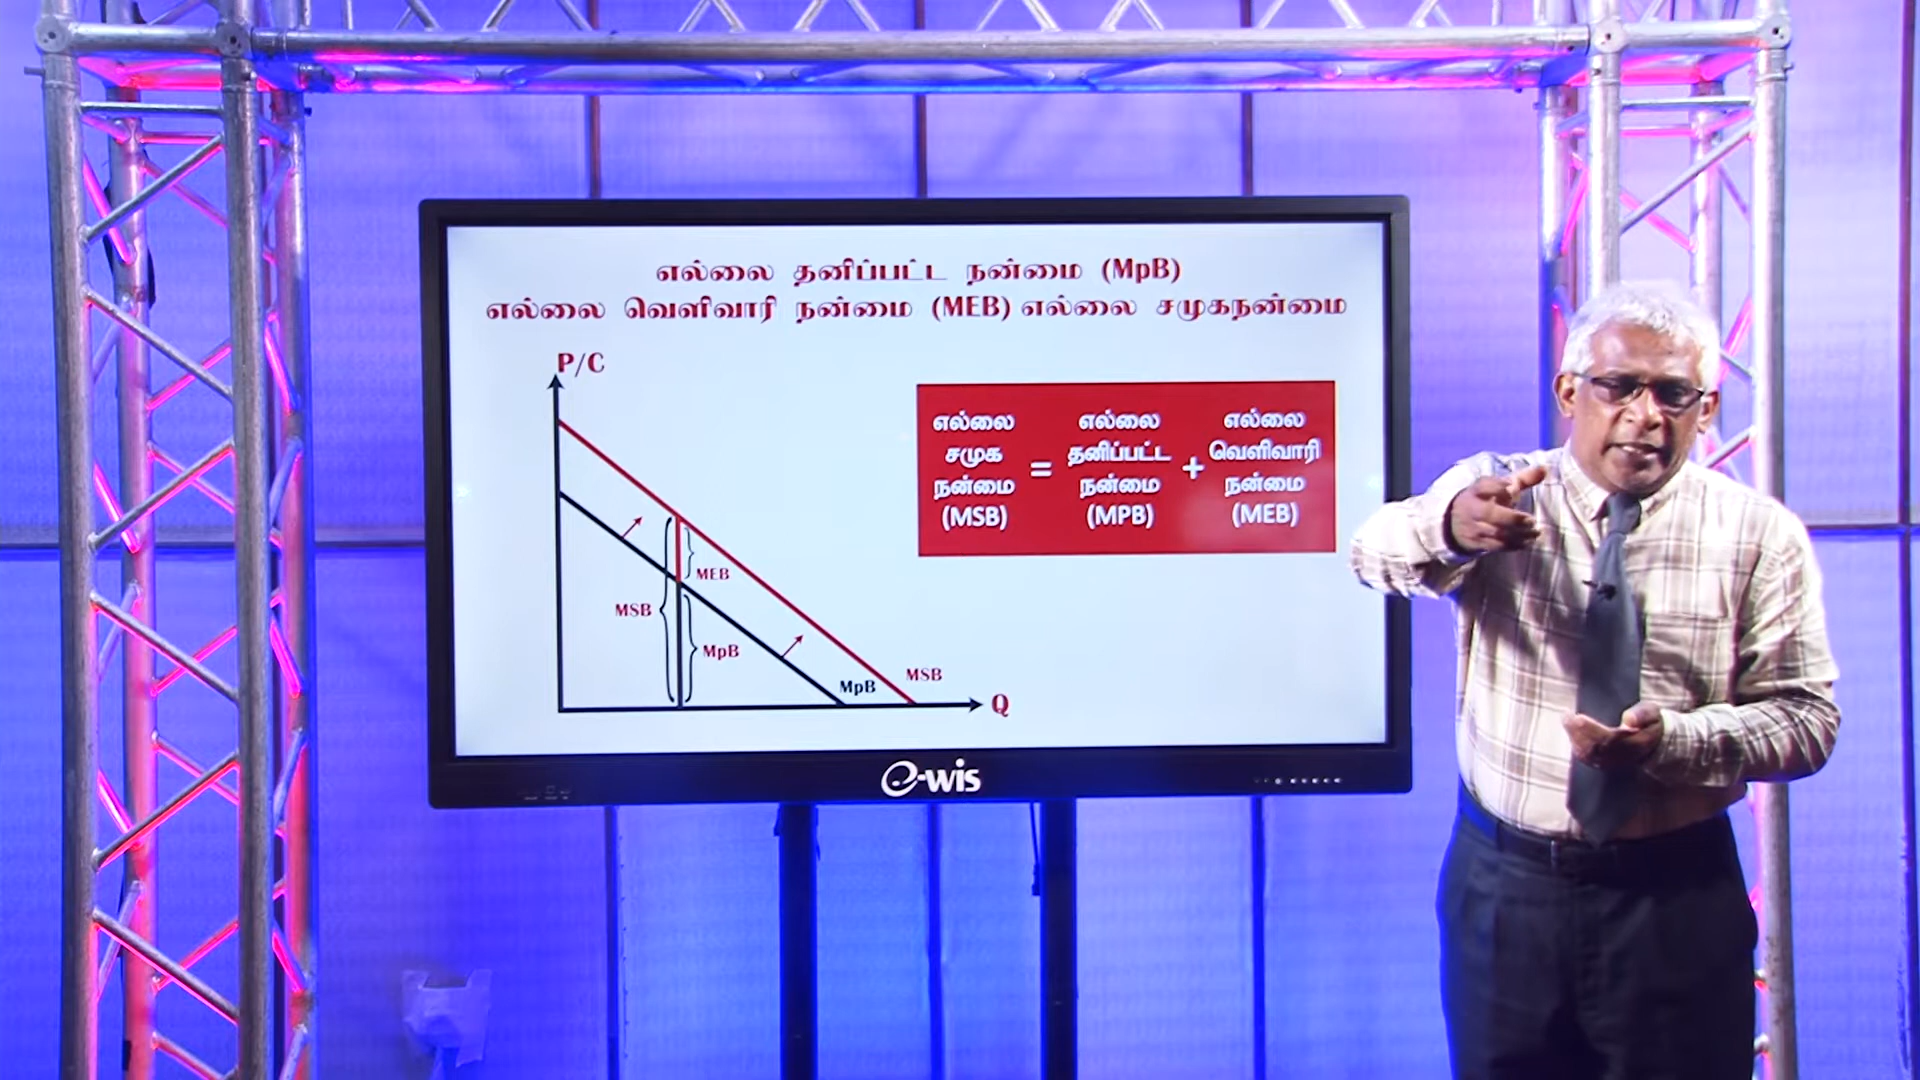 எல்லை தனிப்பட்ட நன்மை (MpB)
எல்லை வெளிவாரி நன்மை (MEB) எல்லை சமுகநன்மை
P/C
MEB
MSB
MpB
MpB
MSB
Q
எல்லை
சமுக
நன்மை
(MSB)
=
எல்லை
தனிப்பட்ட
நன்மை
(MPB)
+
எல்லை
வெளிவாரி
நன்மை
(MEB)
e-wis